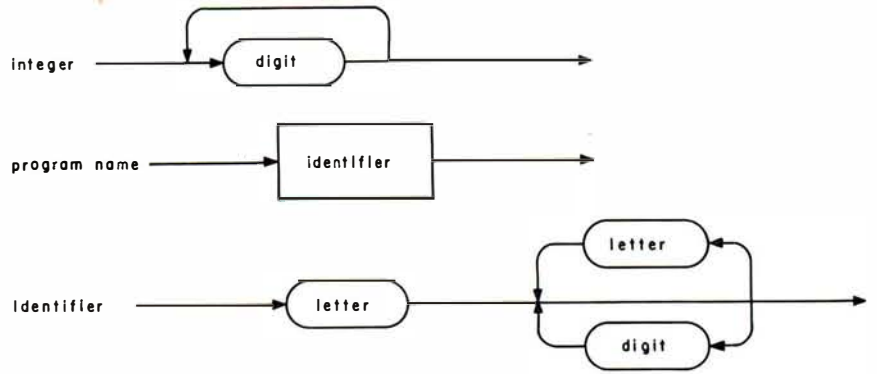 integer
digit
program name
identifier
Identifier
letter
letter
digit